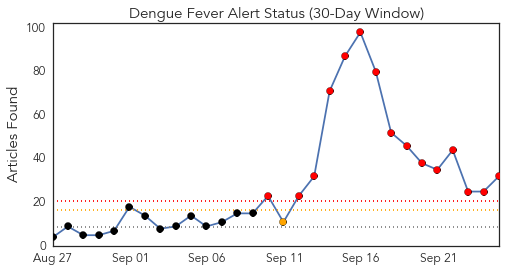 Dengue Fever Alert Status (30-Day Window)
Articles Found
100
80
60
40
20
0
Aug 27 Sep 01 Sep 06 Sep 11 Sep 16 Sep 21